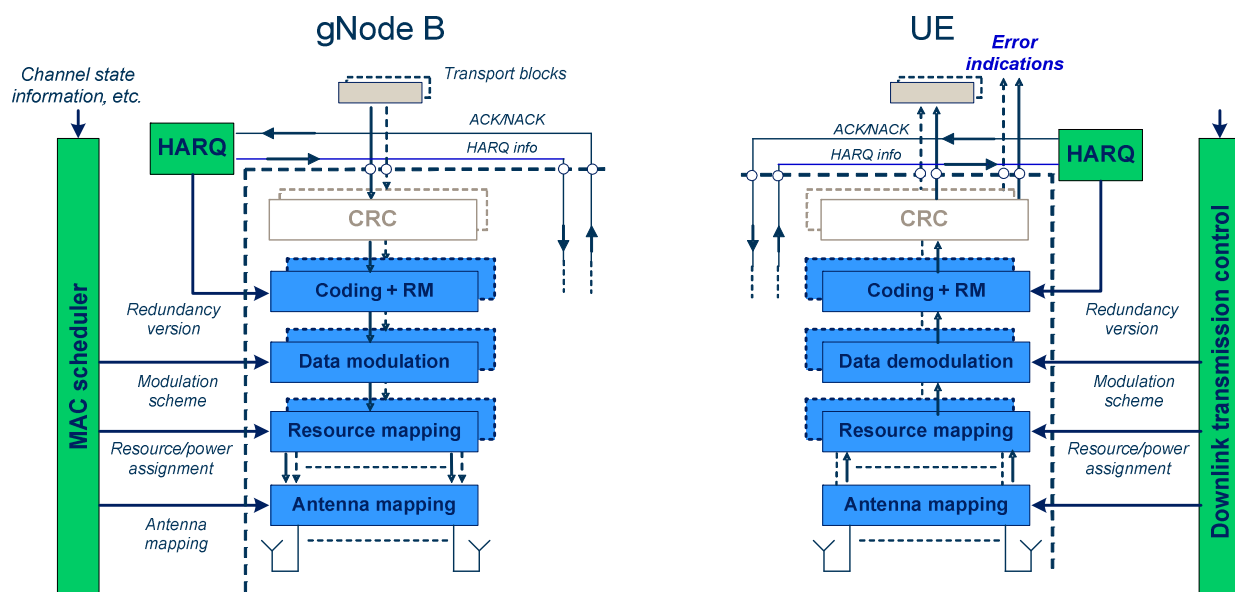 gNode B
UE
Error
indications
Channel state
information, etc.
Transport blocks
ACK/NACK
HARQ
HARQ info
CRC
Coding + RM
Redundancy
version
Data modulation
Modulation
scheme
Resource mapping
Resource/power
assignment
Antenna mapping
Antenna
mapping
MAC scheduler
ACK/NACK
HARQ info
HARQ
CRC
Coding + RM
Redundancy
version
Data demodulation
Modulation
scheme
Resource mapping
Resource/power
assignment
Antenna mapping
Downlink transmission control